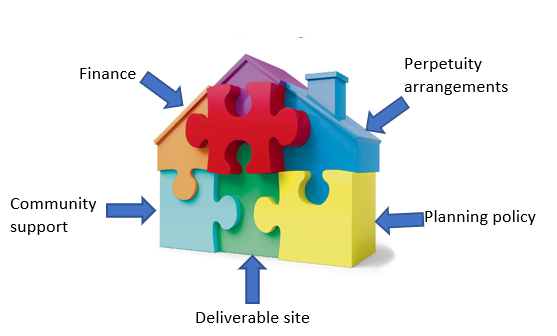 Finance
Perpetuity
arrangements
Community
support
Planning policy
Deliverable site